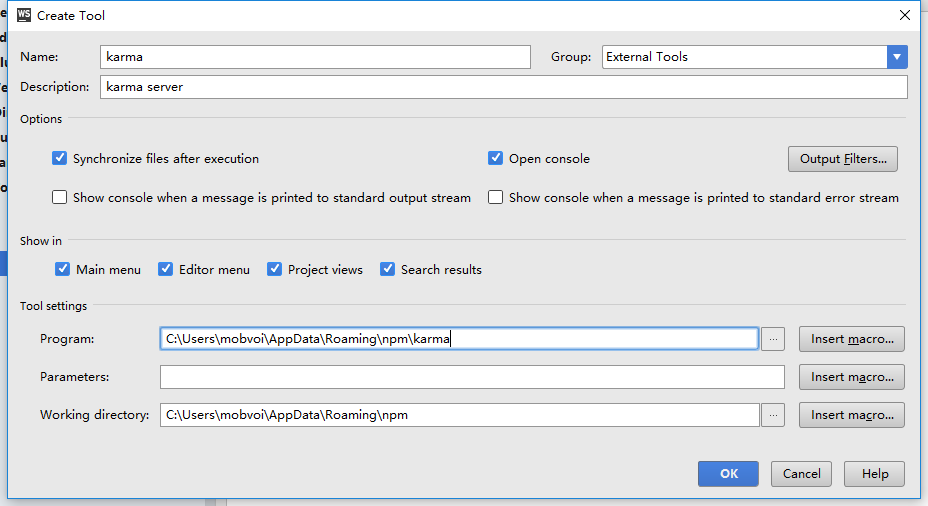 WS Create Tool
Name: karma Group: External Tools
Description: karma server
Options
Synchronize files after execution Open console Output Filters...
Show console when a message is printed to standard output stream Show console when a message is printed to standard error stream
Show in
Main menu Editor menu Project views Search results
Tool settings
Program: C:\Users\mobvoi\AppData\Roaming\npm\karma ... Insert macro...
Parameters: Insert macro...
Working directory: C:\Users\mobvoi\AppData\Roaming\npm ... Insert macro...
OK Cancel Help